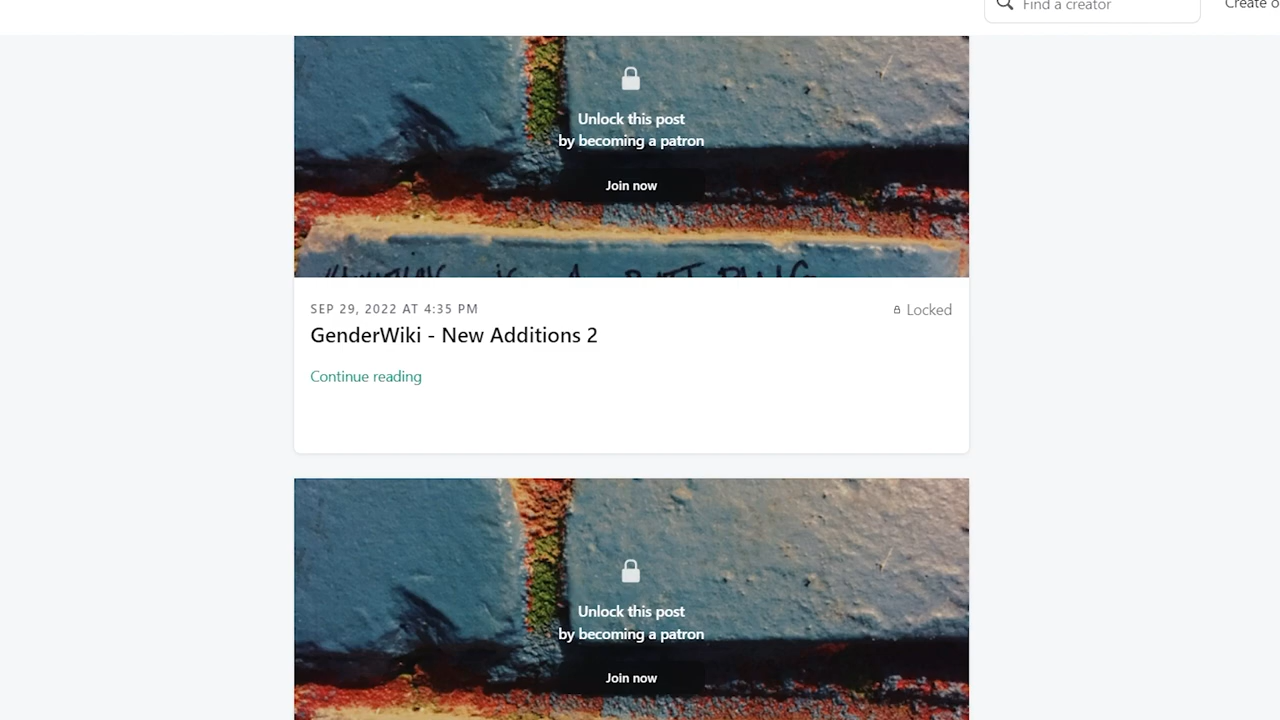 Find a creator
Unlock this post
by becoming a patron
Join now
IS A
SEP 29, 2022 AT 4:35 PM
Locked
GenderWiki - New Additions 2
Continue reading
Unlock this post
by becoming a patron
Join now